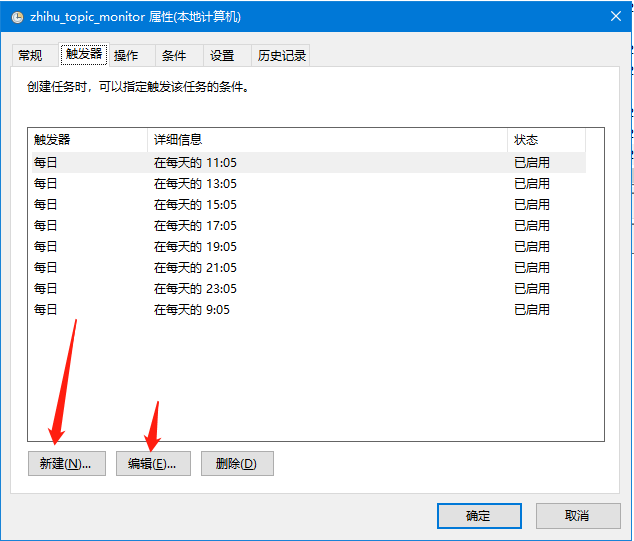 zhihu_topic_monitor 属性(本地计算机)
常规 触发器 操作 条件 设置 历史记录
创建任务时，可以指定触发该任务的条件。
触发器 详细信息 状态
每日 在每天的 11:05 已启用
每日 在每天的 13:05 已启用
每日 在每天的 15:05 已启用
每日 在每天的 17:05 已启用
每日 在每天的 19:05 已启用
每日 在每天的 21:05 已启用
每日 在每天的 23:05 已启用
每日 在每天的 9:05 已启用
新建(N)... 编辑(E)... 删除(D)
确定 取消